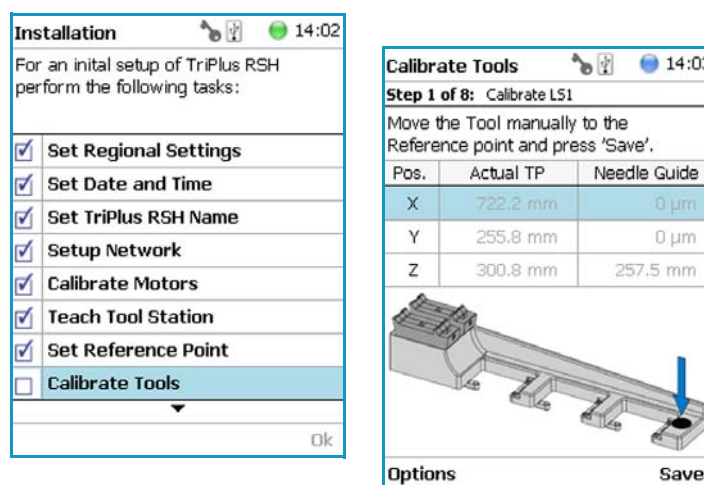 Installation 14:02
For an inital setup of TriPlus RSH
perform the following tasks:
Set Regional Settings
Set Date and Time
Set TriPlus RSH Name
Setup Network
Calibrate Motors
Teach Tool Station
Set Reference Point
Calibrate Tools
Ok
Calibrate Tools 14:03
Step 1 of 8: Calibrate LS1
Move the Tool manually to the
Reference point and press 'Save'.
Pos. Actual TP Needle Guide
X 722.2 mm 0 µm
Y 255.8 mm 0 µm
Z 300.8 mm 257.5 mm
Options Save